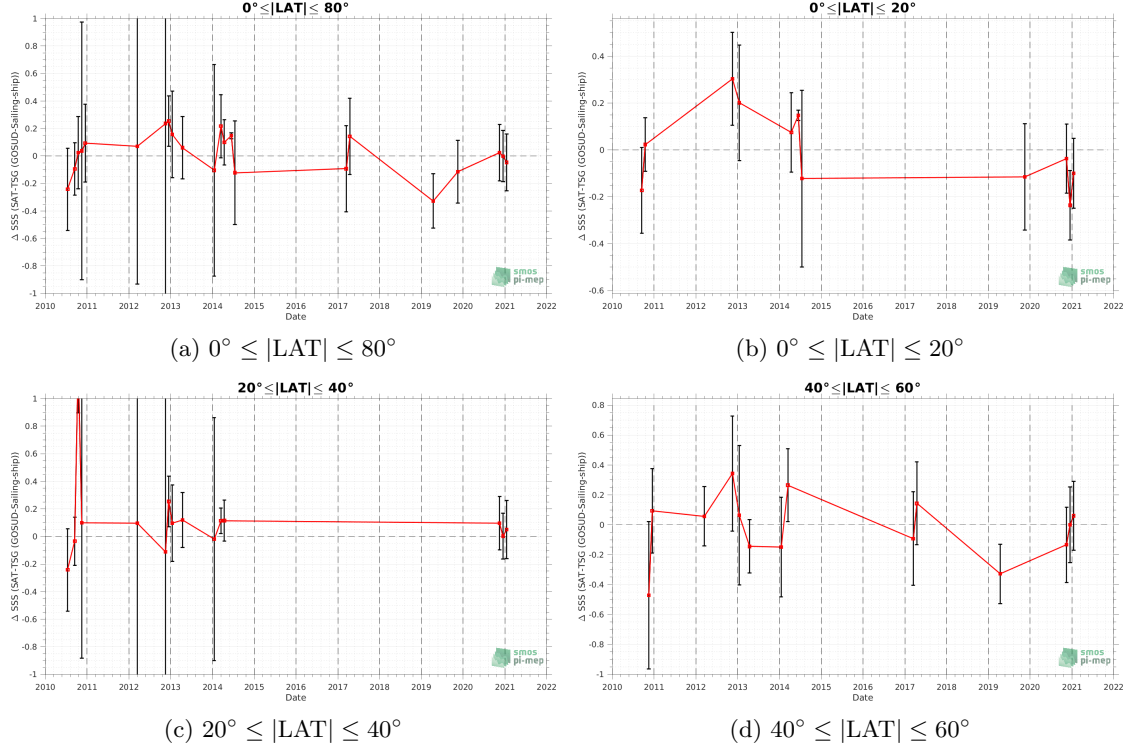 0°≤|LAT|≤ 80°
Δ SSS (SAT-TSG (GOSUD-Sailing-ship))
1
0.8
0.6
0.4
0.2
0
-0.2
-0.4
-0.6
-0.8
-1
2010 2011 2012 2013 2014 2015 2016 2017 2018 2019 2020 2021 2022
Date
smos
pi-mep
(a) 0° ≤ |LAT| ≤ 80°
0°≤|LAT|≤ 20°
Δ SSS (SAT-TSG (GOSUD-Sailing-ship))
0.4
0.2
0
-0.2
-0.4
-0.6
2010 2011 2012 2013 2014 2015 2016 2017 2018 2019 2020 2021 2022
Date
smos
pi-mep
(b) 0° ≤ |LAT| ≤ 20°
20°≤|LAT|≤ 40°
Δ SSS (SAT-TSG (GOSUD-Sailing-ship))
1
0.8
0.6
0.4
0.2
0
-0.2
-0.4
-0.6
-0.8
-1
2010 2011 2012 2013 2014 2015 2016 2017 2018 2019 2020 2021 2022
Date
smos
pi-mep
(c) 20° ≤ |LAT| ≤ 40°
40°≤|LAT|≤ 60°
Δ SSS (SAT-TSG (GOSUD-Sailing-ship))
0.8
0.6
0.4
0.2
0
-0.2
-0.4
-0.6
-0.8
-1
2010 2011 2012 2013 2014 2015 2016 2017 2018 2019 2020 2021 2022
Date
smos
pi-mep
(d) 40° ≤ |LAT| ≤ 60°